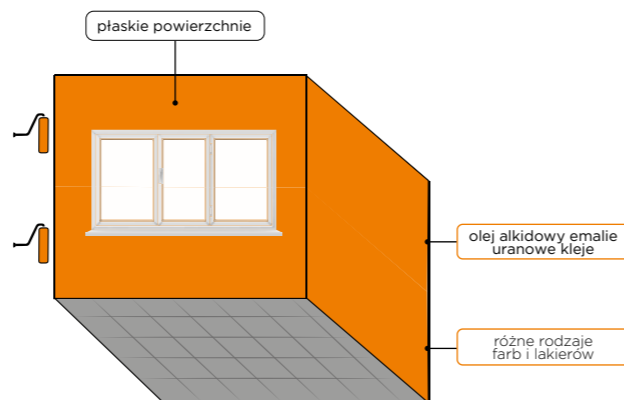 płaskie powierzchnie
olej alkidowy emalie
uranowe kleje
różne rodzaje
farb i lakierów